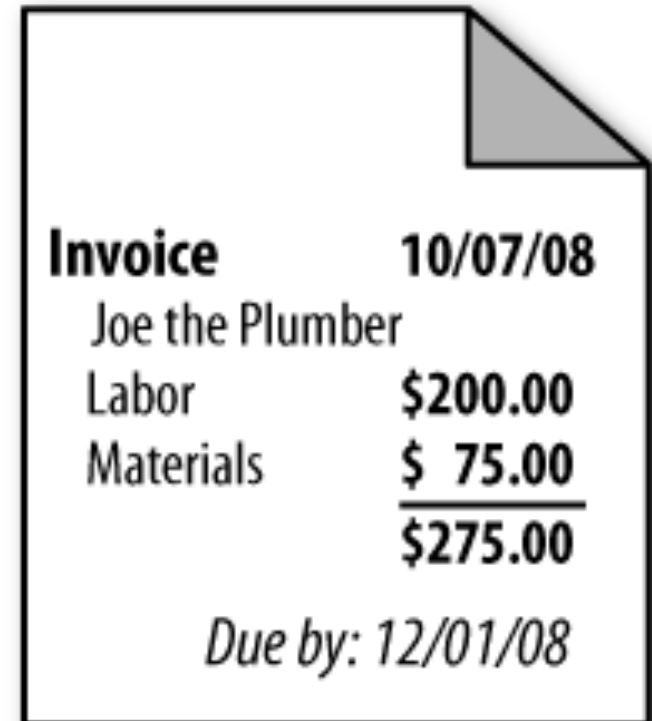 Invoice 10/07/08
Joe the Plumber
Labor $200.00
Materials $ 75.00
$275.00
Due by: 12/01/08